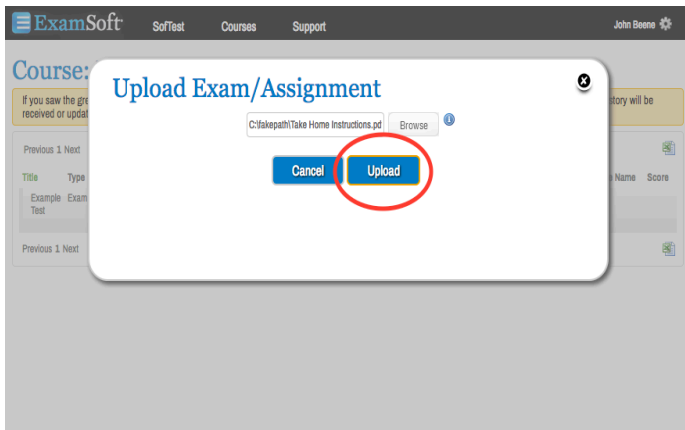 ExamSoft SofTest Courses Support John Beene
Course:
Upload Exam/Assignment
If you saw the gre
story will be
received or updat
C:\fakepath\Take Home Instructions.pd Browse
Previous 1 Next
Cancel Upload
Title Type Name Score
Example Exam
Test
Previous 1 Next